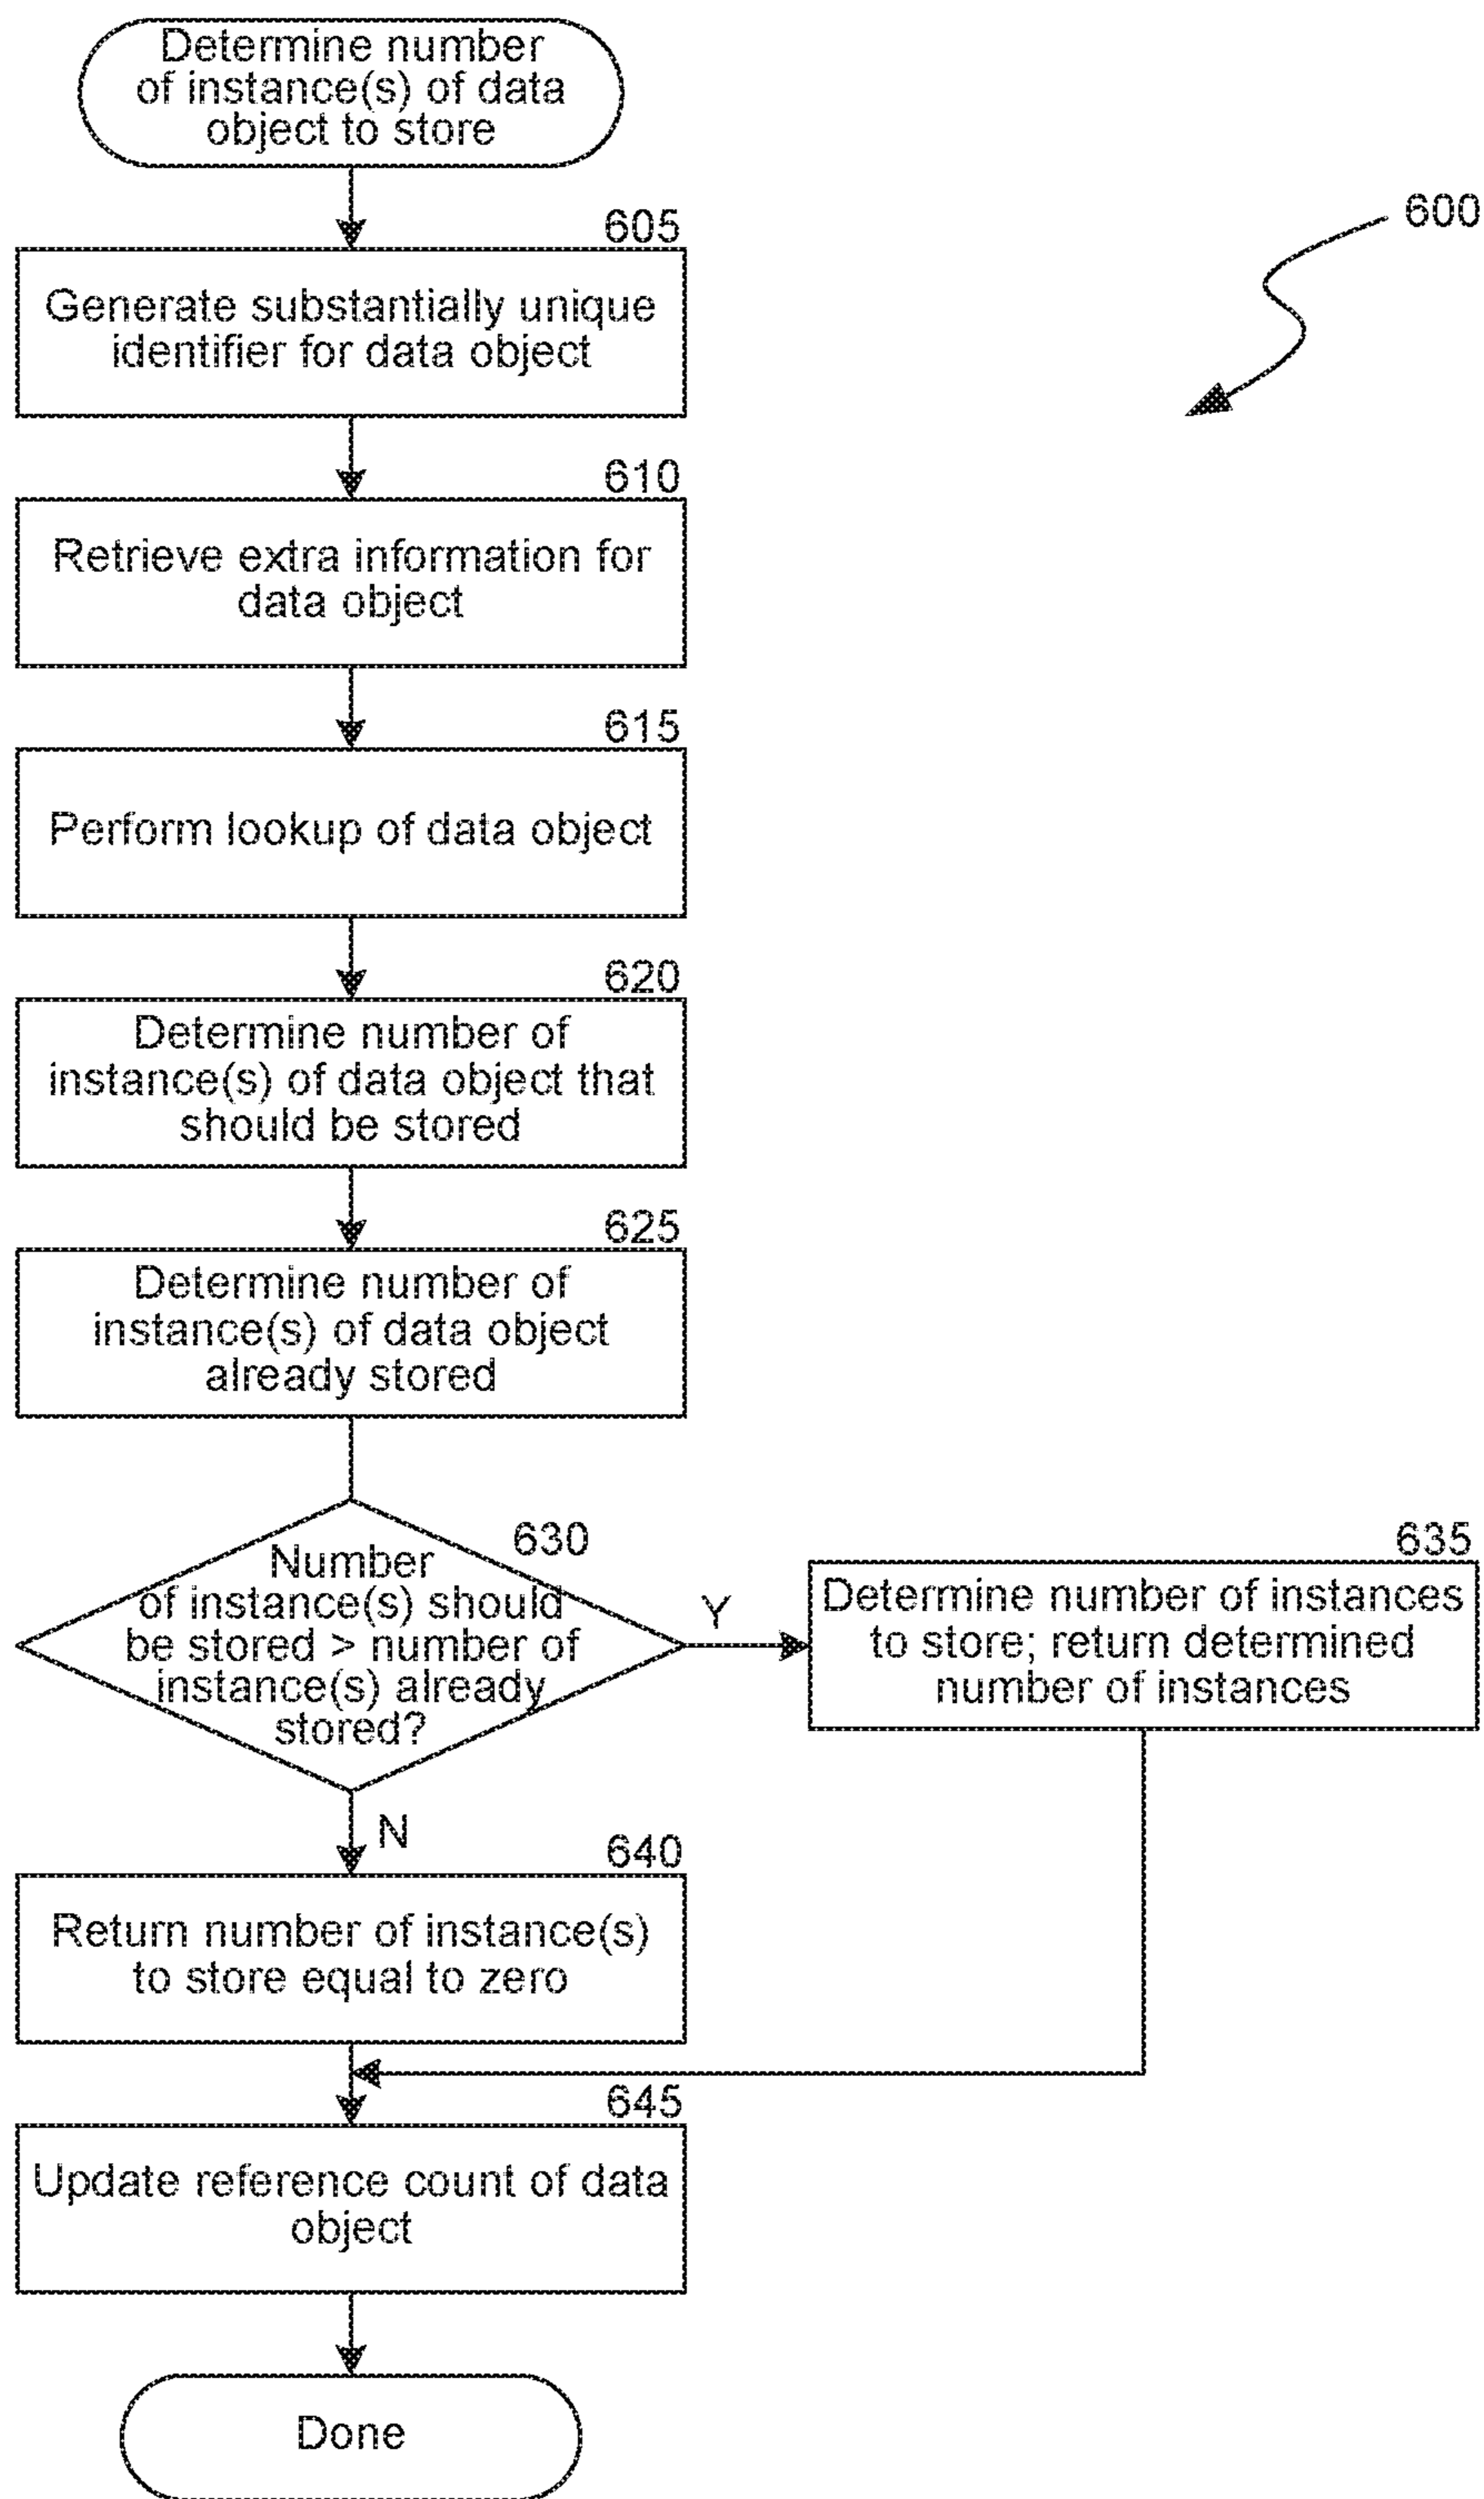 Determine number
of instance(s) of data
object to store
600
605
Generate substantially unique
identifier for data object
610
Retrieve extra information for
data object
615
Perform lookup of data object
620
Determine number of
instance(s) of data object that
should be stored
625
Determine number of
instance(s) of data object
already stored
630
Number
of instance(s) should
be stored > number of
instance(s) already
stored?
Y
635
Determine number of instances
to store; return determined
number of instances
N
640
Return number of instance(s)
to store equal to zero
645
Update reference count of data
object
Done